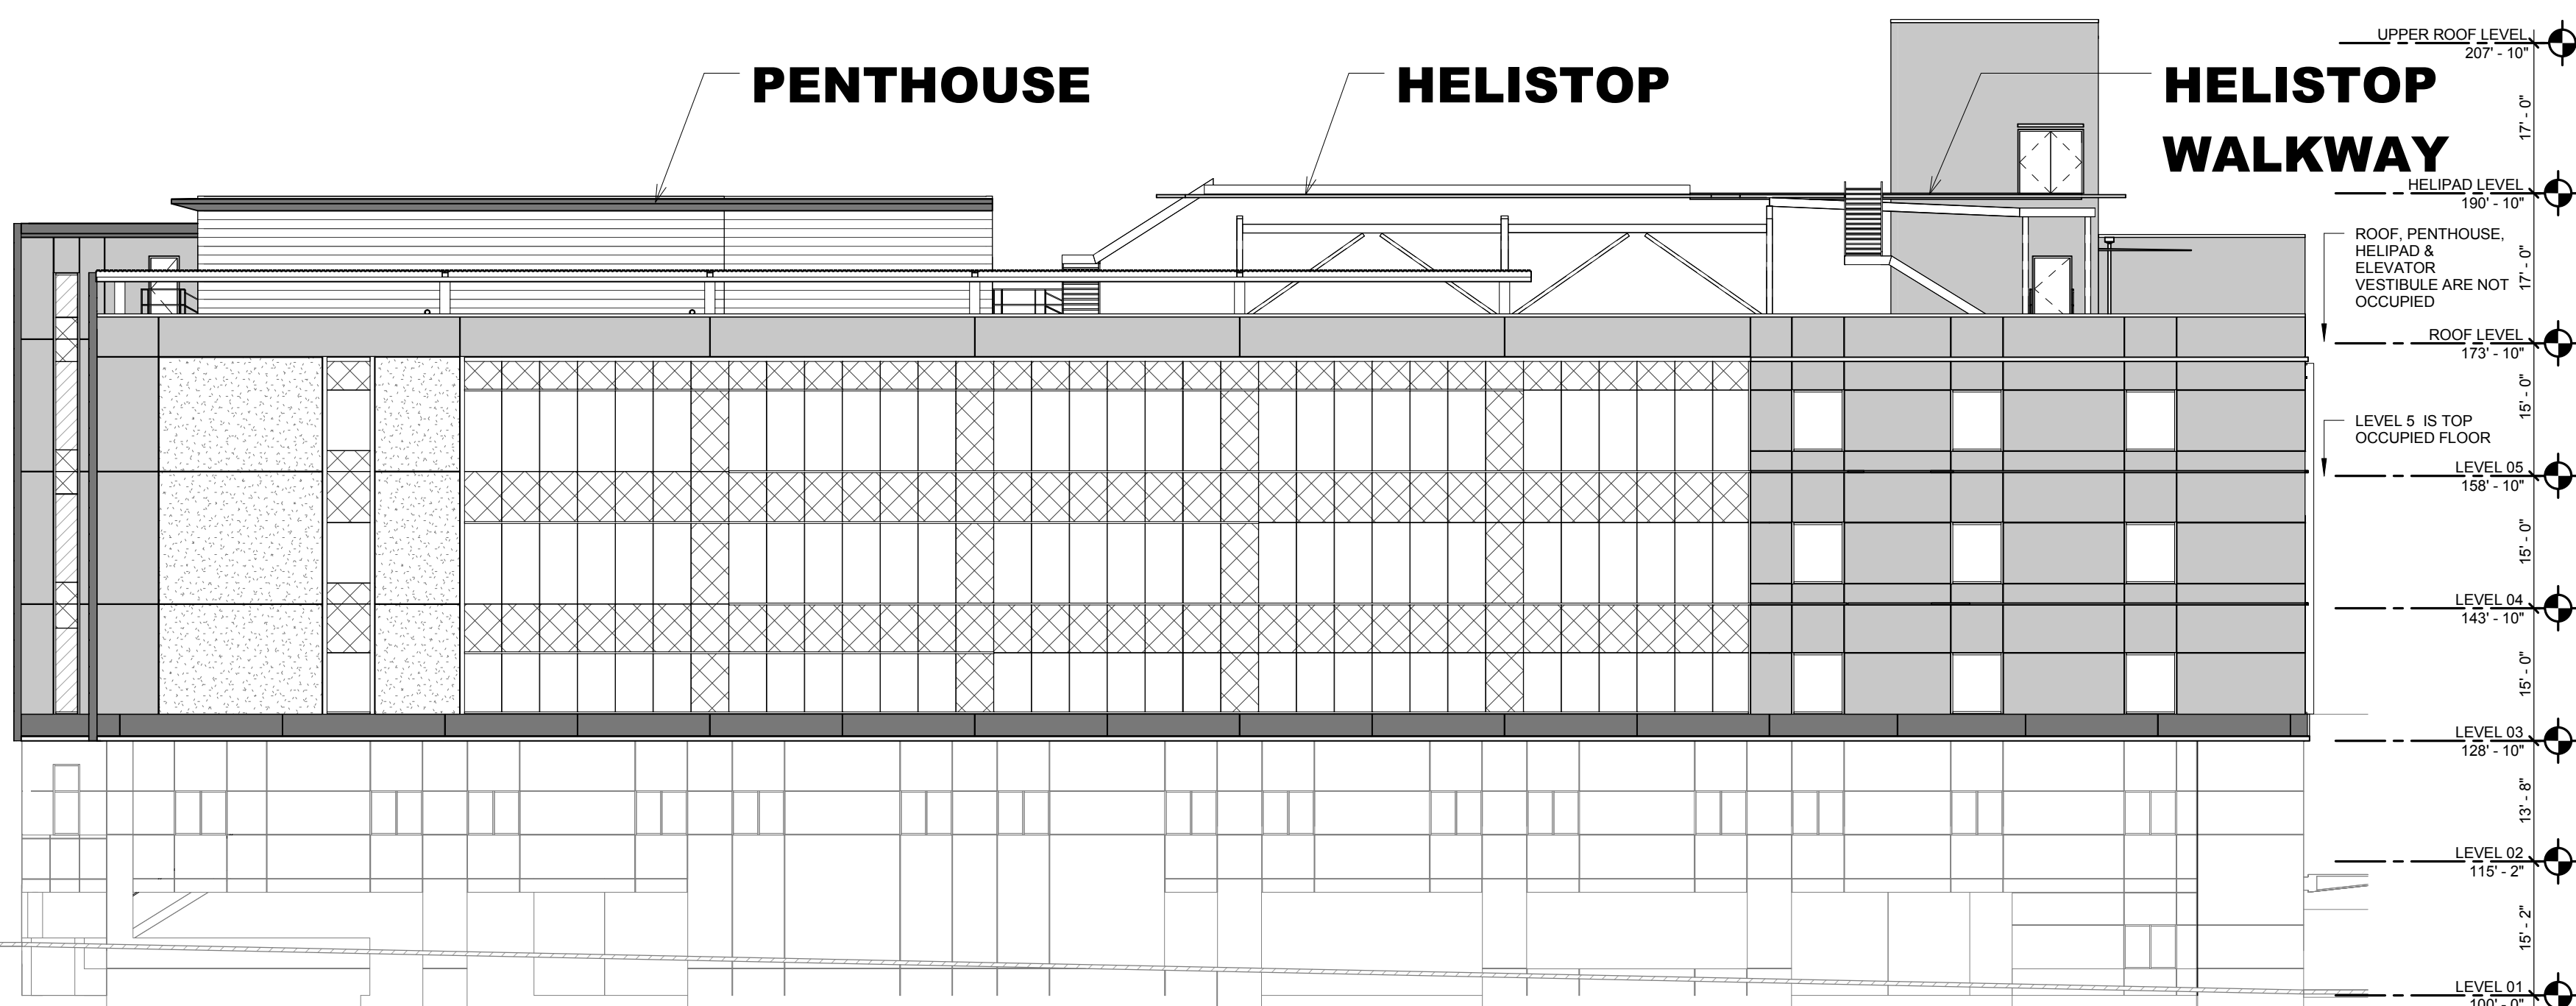 PENTHOUSE
HELISTOP
HELISTOP
WALKWAY
UPPER ROOF LEVEL
207' - 10"
17' - 0"
HELIPAD LEVEL
190' - 10"
ROOF, PENTHOUSE,
HELIPAD &
ELEVATOR
VESTIBULE ARE NOT
OCCUPIED
17' - 0"
ROOF LEVEL
173' - 10"
15' - 0"
LEVEL 5 IS TOP
OCCUPIED FLOOR
LEVEL 05
158' - 10"
15' - 0"
LEVEL 04
143' - 10"
15' - 0"
LEVEL 03
128' - 10"
13' - 8"
LEVEL 02
115' - 2"
15' - 2"
LEVEL 01
100' - 0"